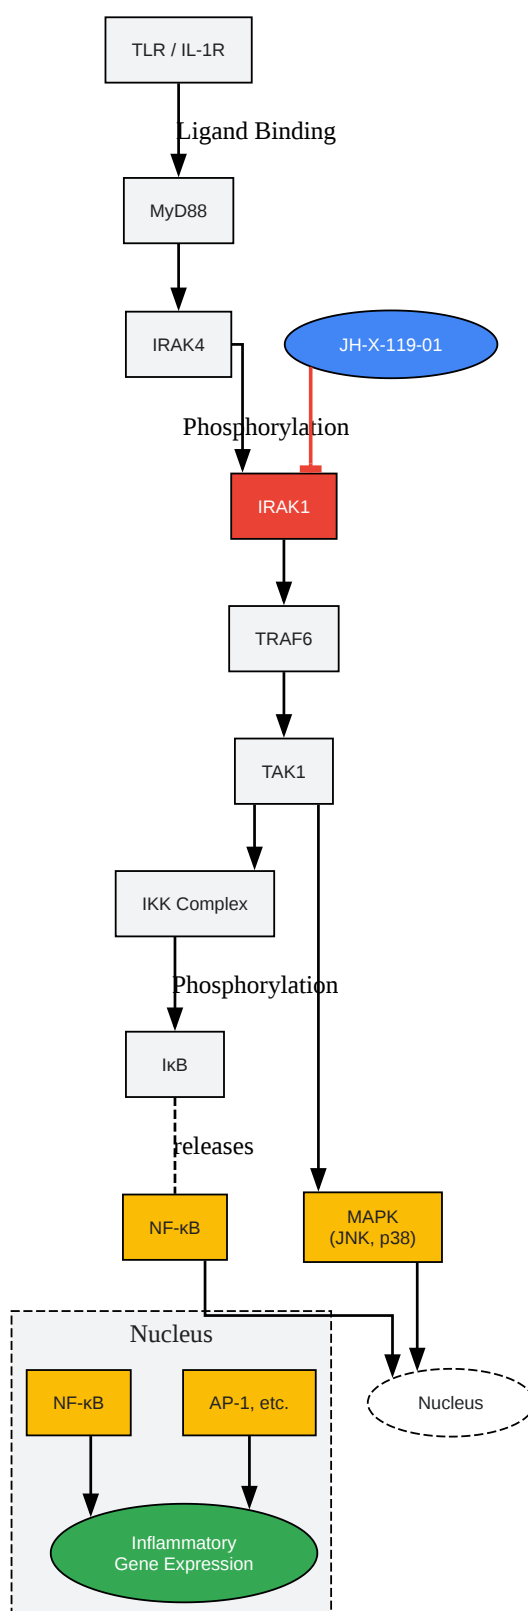 TLR / IL-1R
Ligand Binding
MyD88
IRAK4
JH-X-119-01
Phosphorylation
IRAK1
TRAF6
TAK1
IKK Complex
Phosphorylation
IκB
releases
NF-κB
MAPK
(JNK, p38)
Nucleus
NF-κB
AP-1, etc.
Nucleus
Inflammatory
Gene Expression